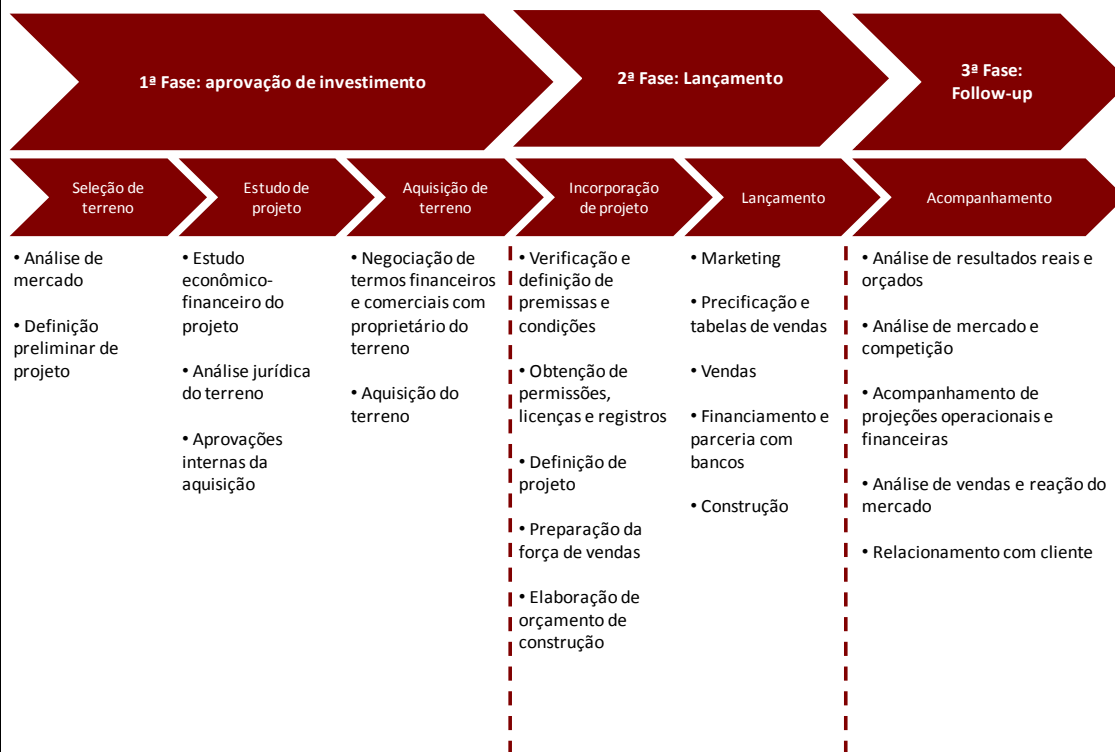 1ª Fase: aprovação de investimento
2ª Fase: Lançamento
3ª Fase:
Follow-up
Seleção de
terreno
Estudo de
projeto
Aquisição de
terreno
Incorporação
de projeto
Lançamento
Acompanhamento
• Análise de
mercado
• Definição
preliminar de
projeto
• Estudo
econômico-
financeiro do
projeto
• Análise jurídica
do terreno
• Aprovações
internas da
aquisição
• Negociação de
termos financeiros
e comerciais com
proprietário do
terreno
• Aquisição do
terreno
• Verificação e
definição de
premissas e
condições
• Obtenção de
permissões,
licenças e registros
• Definição de
projeto
• Preparação da
força de vendas
• Elaboração de
orçamento de
construção
• Marketing
• Precificação e
tabelas de vendas
• Vendas
• Financiamento e
parceria com
bancos
• Construção
• Análise de resultados reais e
orçados
• Análise de mercado e
competição
• Acompanhamento de
projeções operacionais e
financeiras
• Análise de vendas e reação do
mercado
• Relacionamento com cliente